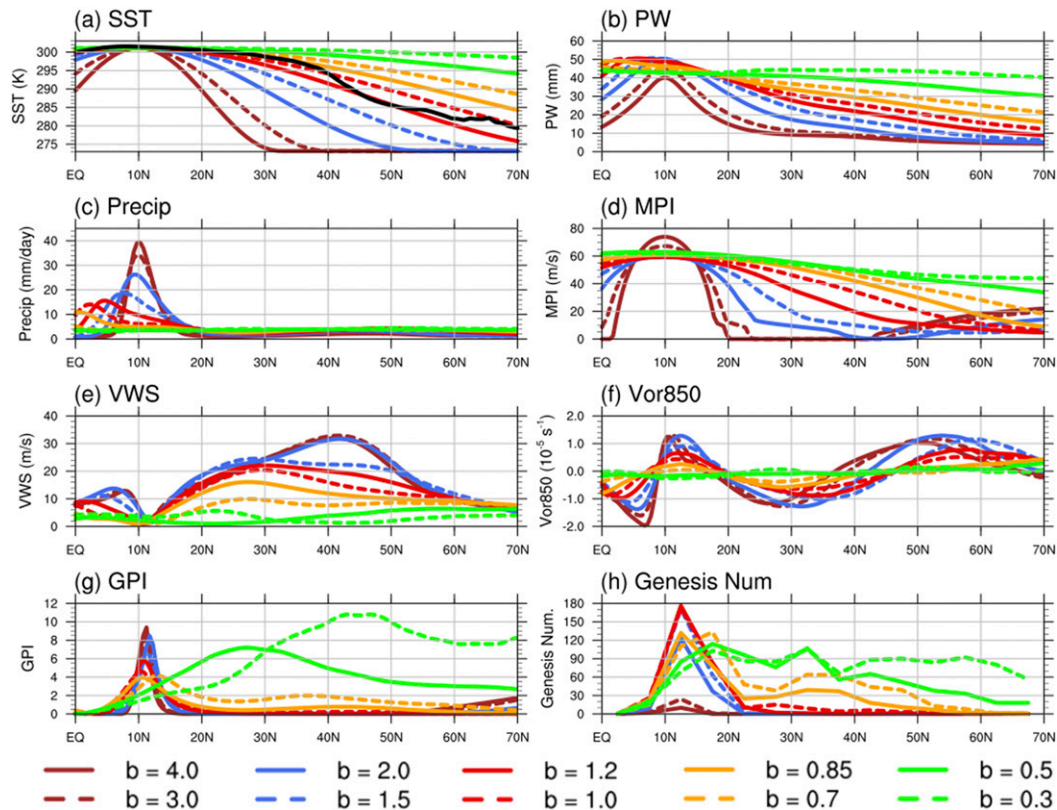 (a) SST
(b) PW
SST (K)
300
295
290
285
280
275
EQ 10N 20N 30N 40N 50N 60N 70N
PW (mm)
60
50
40
30
20
10
0
EQ 10N 20N 30N 40N 50N 60N 70N
(c) Precip
(d) MPI
Precip (mm/day)
40
30
20
10
0
EQ 10N 20N 30N 40N 50N 60N 70N
MPI (m/s)
80
60
40
20
0
EQ 10N 20N 30N 40N 50N 60N 70N
(e) VWS
(f) Vor850
VWS (m/s)
40
30
20
10
0
EQ 10N 20N 30N 40N 50N 60N 70N
Vor850 (10⁻⁵ s⁻¹)
2.0
1.0
0.0
-1.0
-2.0
EQ 10N 20N 30N 40N 50N 60N 70N
(g) GPI
(h) Genesis Num
GPI
12
10
8
6
4
2
0
EQ 10N 20N 30N 40N 50N 60N 70N
Genesis Num.
180
150
120
90
60
30
0
EQ 10N 20N 30N 40N 50N 60N 70N
b = 4.0 b = 2.0 b = 1.2 b = 0.85 b = 0.5
b = 3.0 b = 1.5 b = 1.0 b = 0.7 b = 0.3